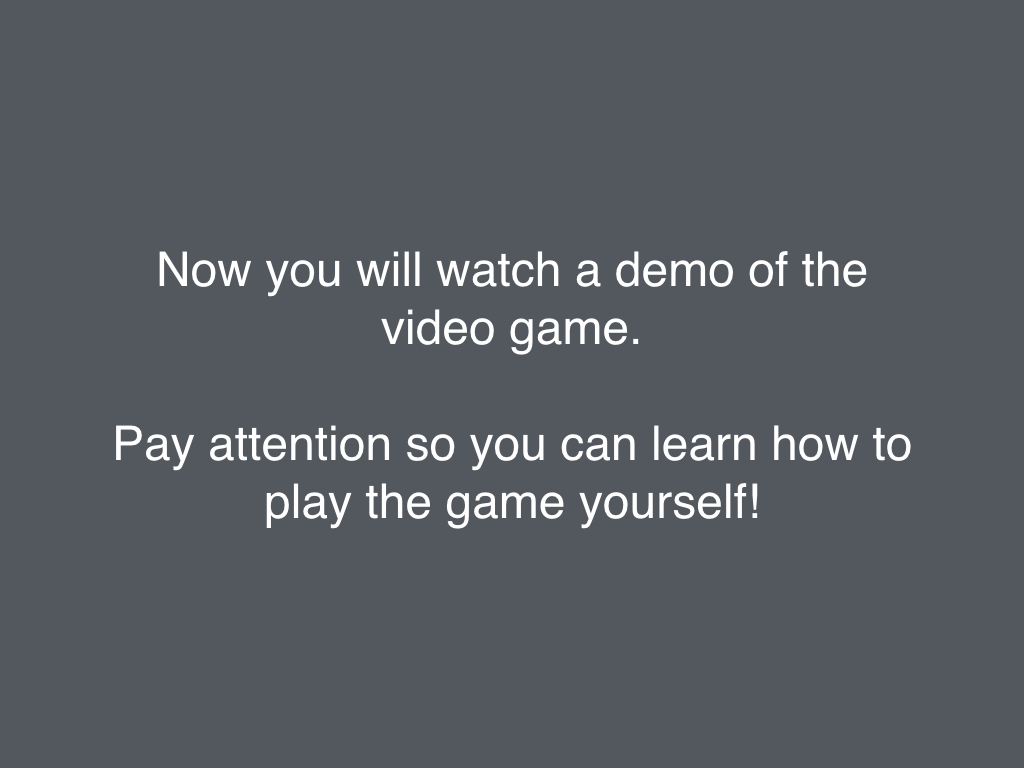 Now you will watch a demo of the
video game.
Pay attention so you can learn how to
play the game yourself!